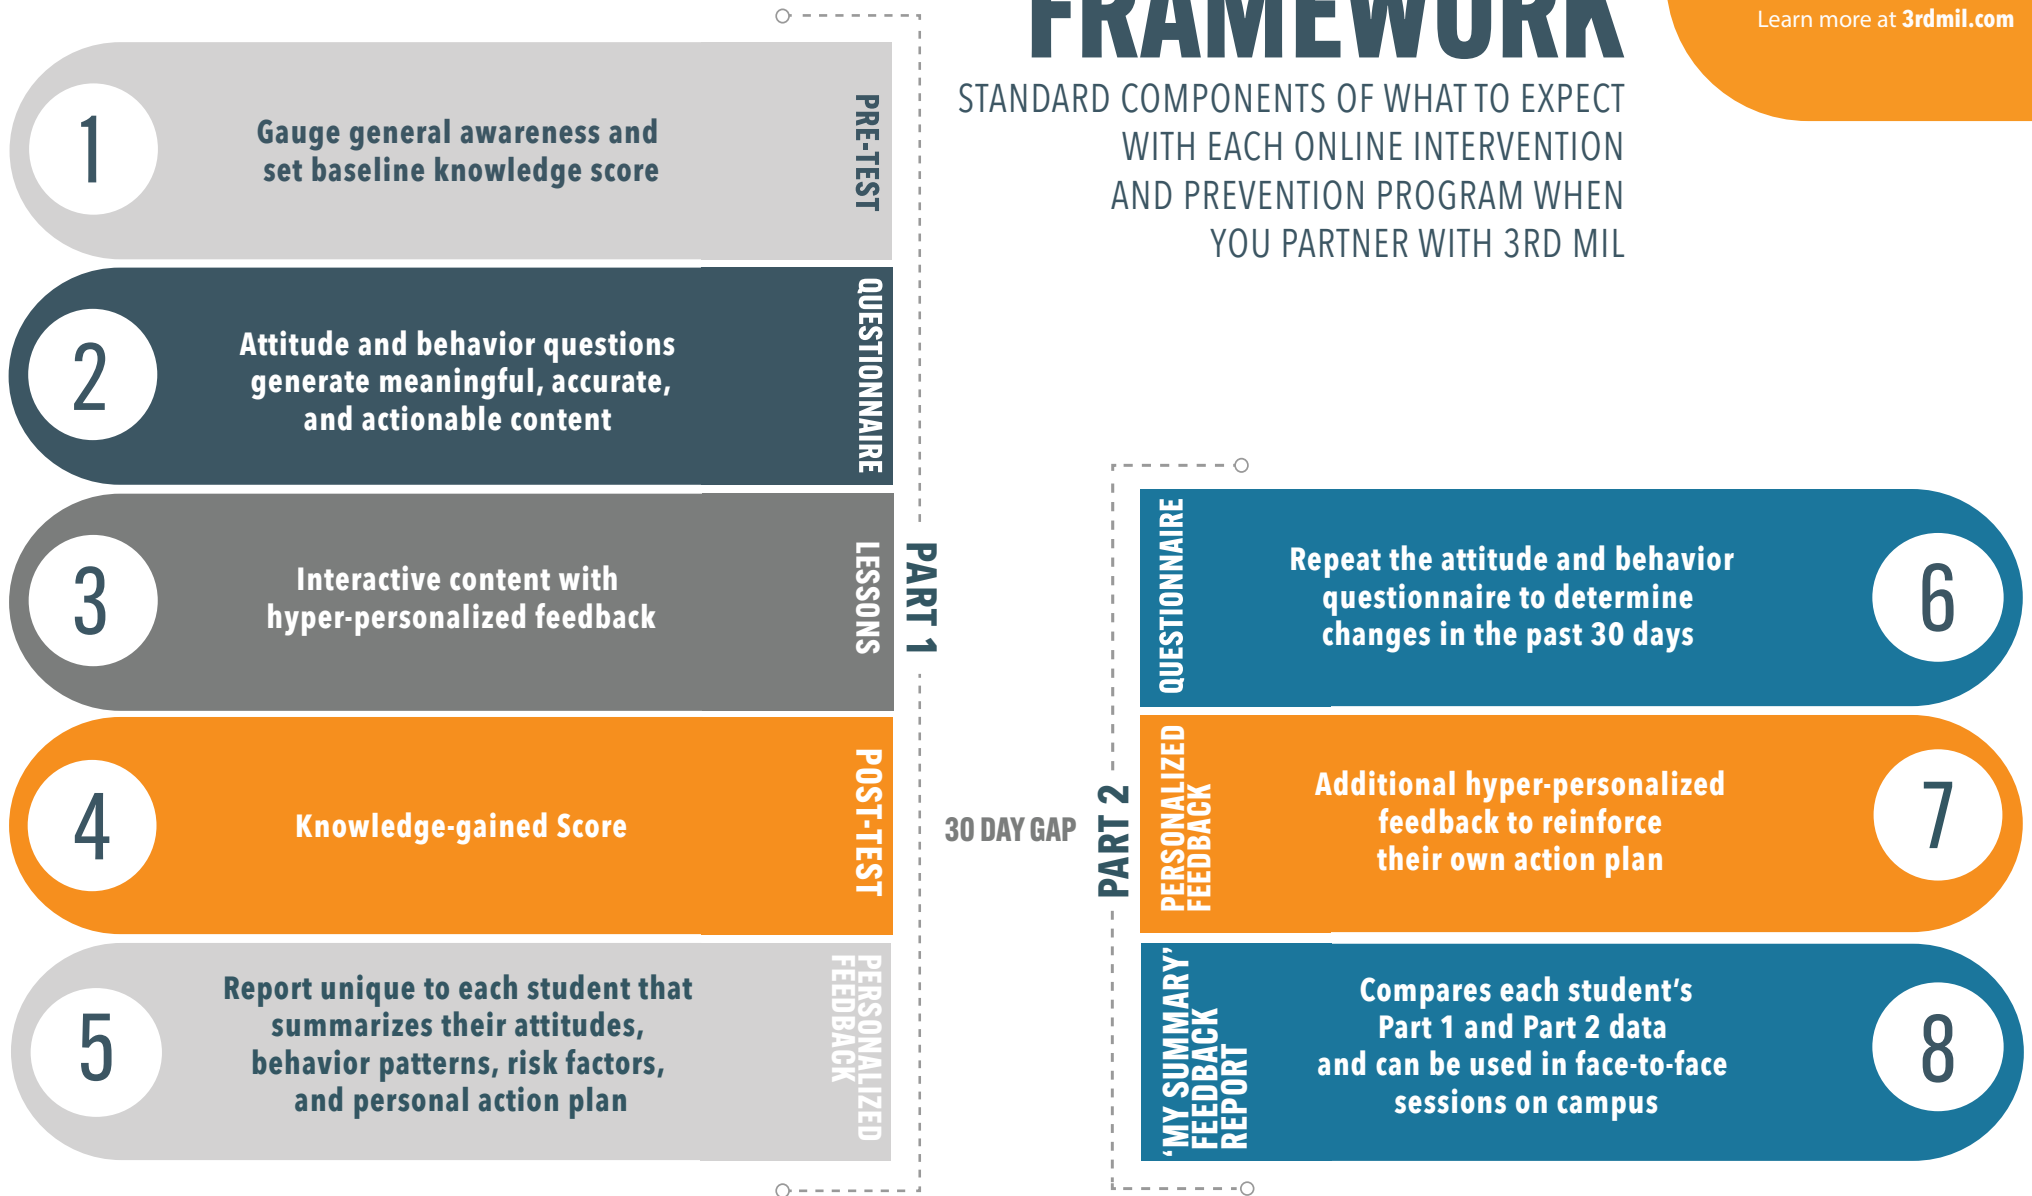 FRAMEWORK
STANDARD COMPONENTS OF WHAT TO EXPECT
WITH EACH ONLINE INTERVENTION
AND PREVENTION PROGRAM WHEN
YOU PARTNER WITH 3RD MIL
Learn more at 3rdmil.com
1
Gauge general awareness and
set baseline knowledge score
PRE-TEST
2
Attitude and behavior questions
generate meaningful, accurate,
and actionable content
QUESTIONNAIRE
3
Interactive content with
hyper-personalized feedback
LESSONS
4
Knowledge-gained Score
POST-TEST
5
Report unique to each student that
summarizes their attitudes,
behavior patterns, risk factors,
and personal action plan
PERSONALIZED
FEEDBACK
PART 1
30 DAY GAP
PART 2
QUESTIONNAIRE
Repeat the attitude and behavior
questionnaire to determine
changes in the past 30 days
6
PERSONALIZED
FEEDBACK
Additional hyper-personalized
feedback to reinforce
their own action plan
7
‘MY SUMMARY’
FEEDBACK
REPORT
Compares each student’s
Part 1 and Part 2 data
and can be used in face-to-face
sessions on campus
8